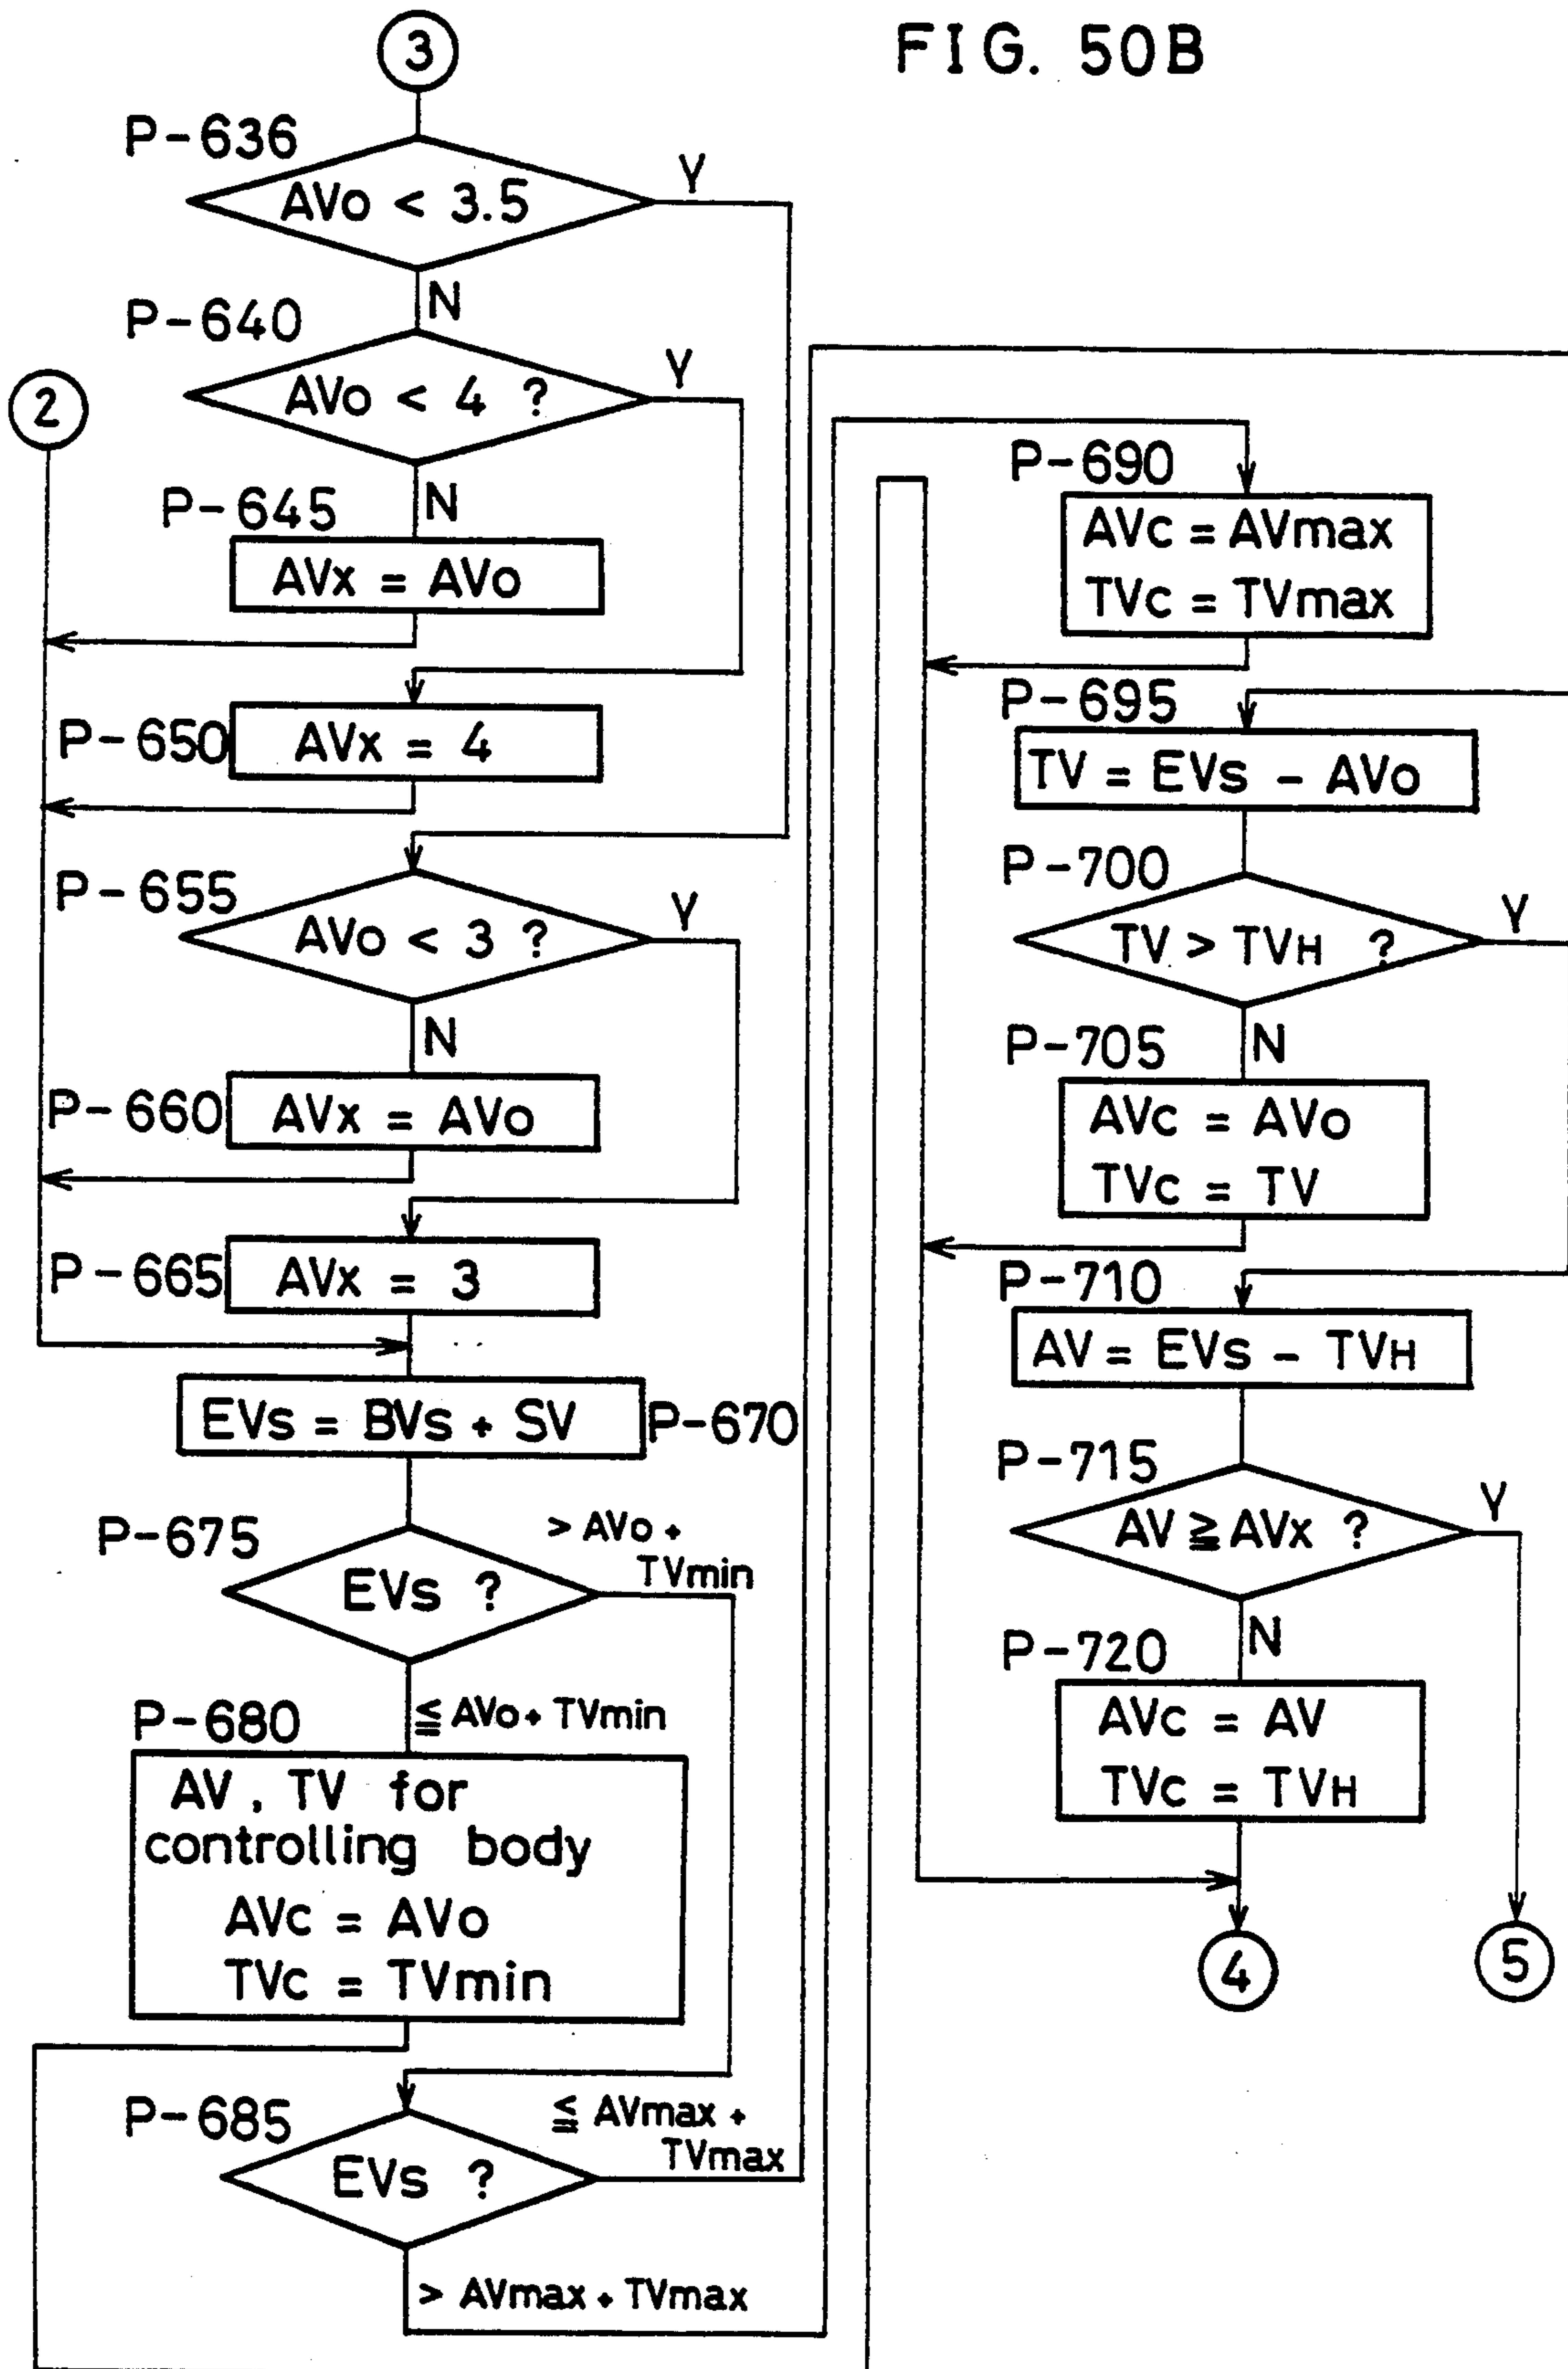 FIG. 50B
3
P-636
AVo < 3.5
Y
N
P-640
AVo < 4 ?
Y
2
N
P-645
AVx = AVo
P-650
AVx = 4
P-655
AVo < 3 ?
Y
N
P-660
AVx = AVo
P-665
AVx = 3
EVs = BVs + SV
P-670
P-675
EVs ?
> AVo +
TVmin
≦ AVo + TVmin
P-680
AV, TV for
controlling body
AVc = AVo
TVc = TVmin
P-685
EVs ?
≦ AVmax +
TVmax
> AVmax + TVmax
P-690
AVc = AVmax
TVc = TVmax
P-695
TV = EVs - AVo
P-700
TV > TVH ?
Y
N
P-705
AVc = AVo
TVc = TV
P-710
AV = EVs - TVH
P-715
AV ≧ AVx ?
Y
N
P-720
AVc = AV
TVc = TVH
4
5